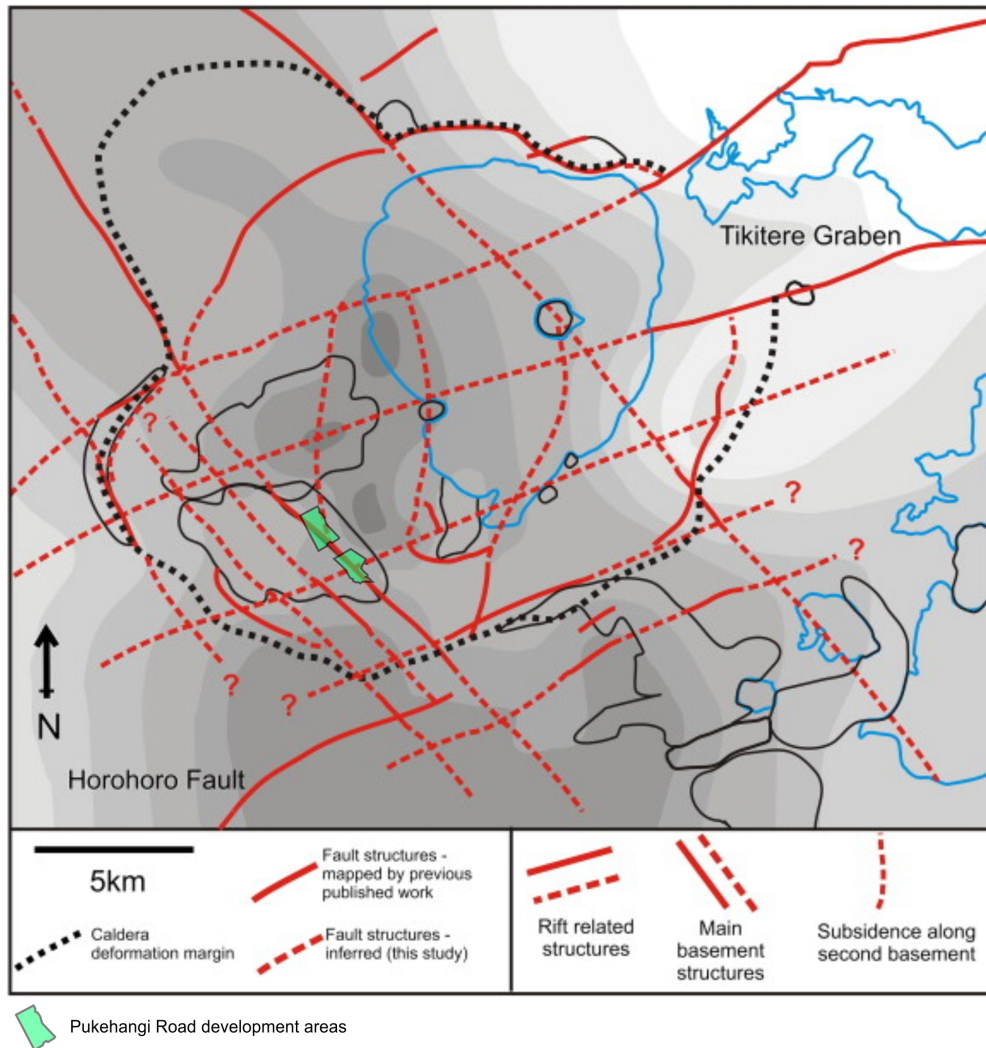 Tikitere Graben
?
?
?
?
?
N
Horohoro Fault
5km
Fault structures -
mapped by previous
published work
Caldera
deformation margin
Fault structures -
inferred (this study)
Rift related
structures
Main
basement
structures
Subsidence along
second basement
Pukehangi Road development areas